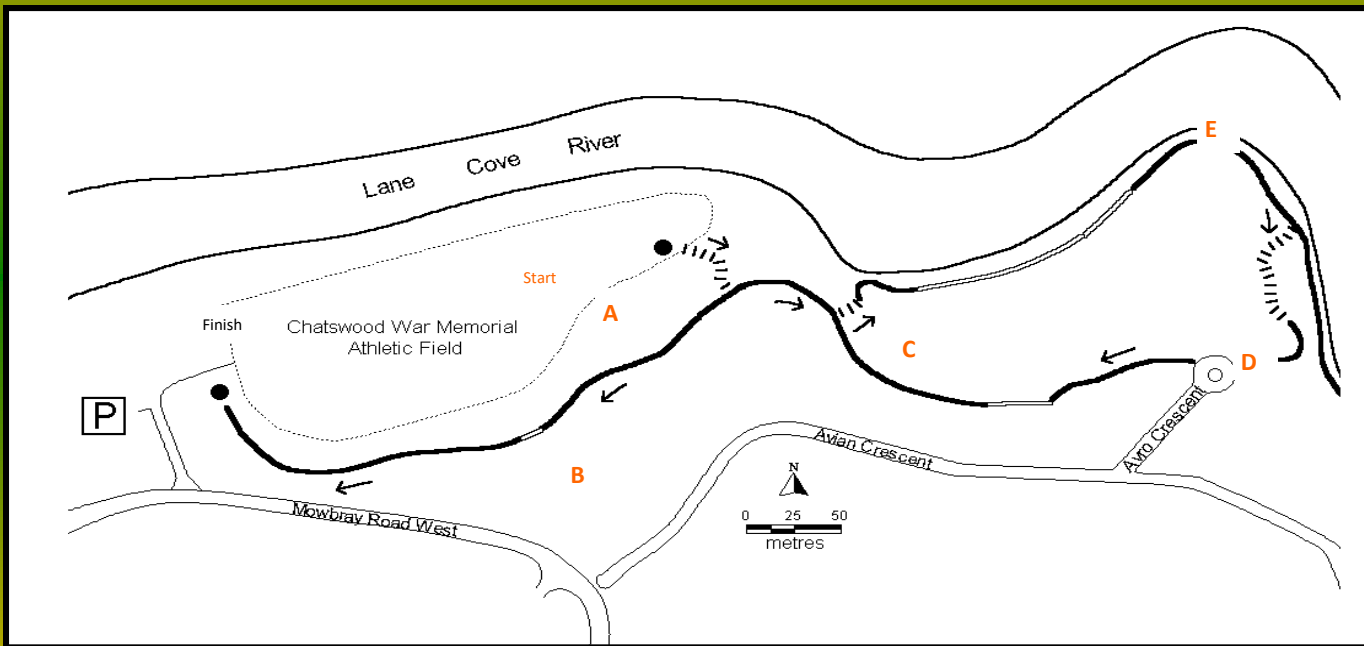 E
Lane Cove River
Start
A
Finish
Chatswood War Memorial
Athletic Field
C
D
P
Avro Crescent
Avian Crescent
B
N
Mowbray Road West
0 25 50
metres